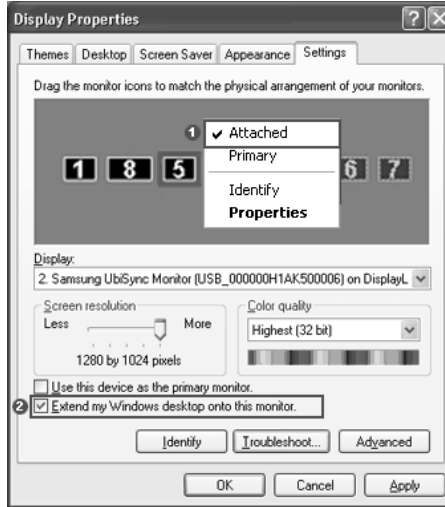 Display Properties
Themes Desktop Screen Saver Appearance Settings
Drag the monitor icons to match the physical arrangement of your monitors.
1 ✓ Attached
Primary
1 8 5 6 7
Identify
Properties
Display:
2. Samsung UbiSync Monitor (USB_000000H1AK500006) on DisplayL
Screen resolution Color quality
Less More Highest (32 bit)
1280 by 1024 pixels
Use this device as the primary monitor.
2 Extend my Windows desktop onto this monitor.
Identify Troubleshoot... Advanced
OK Cancel Apply